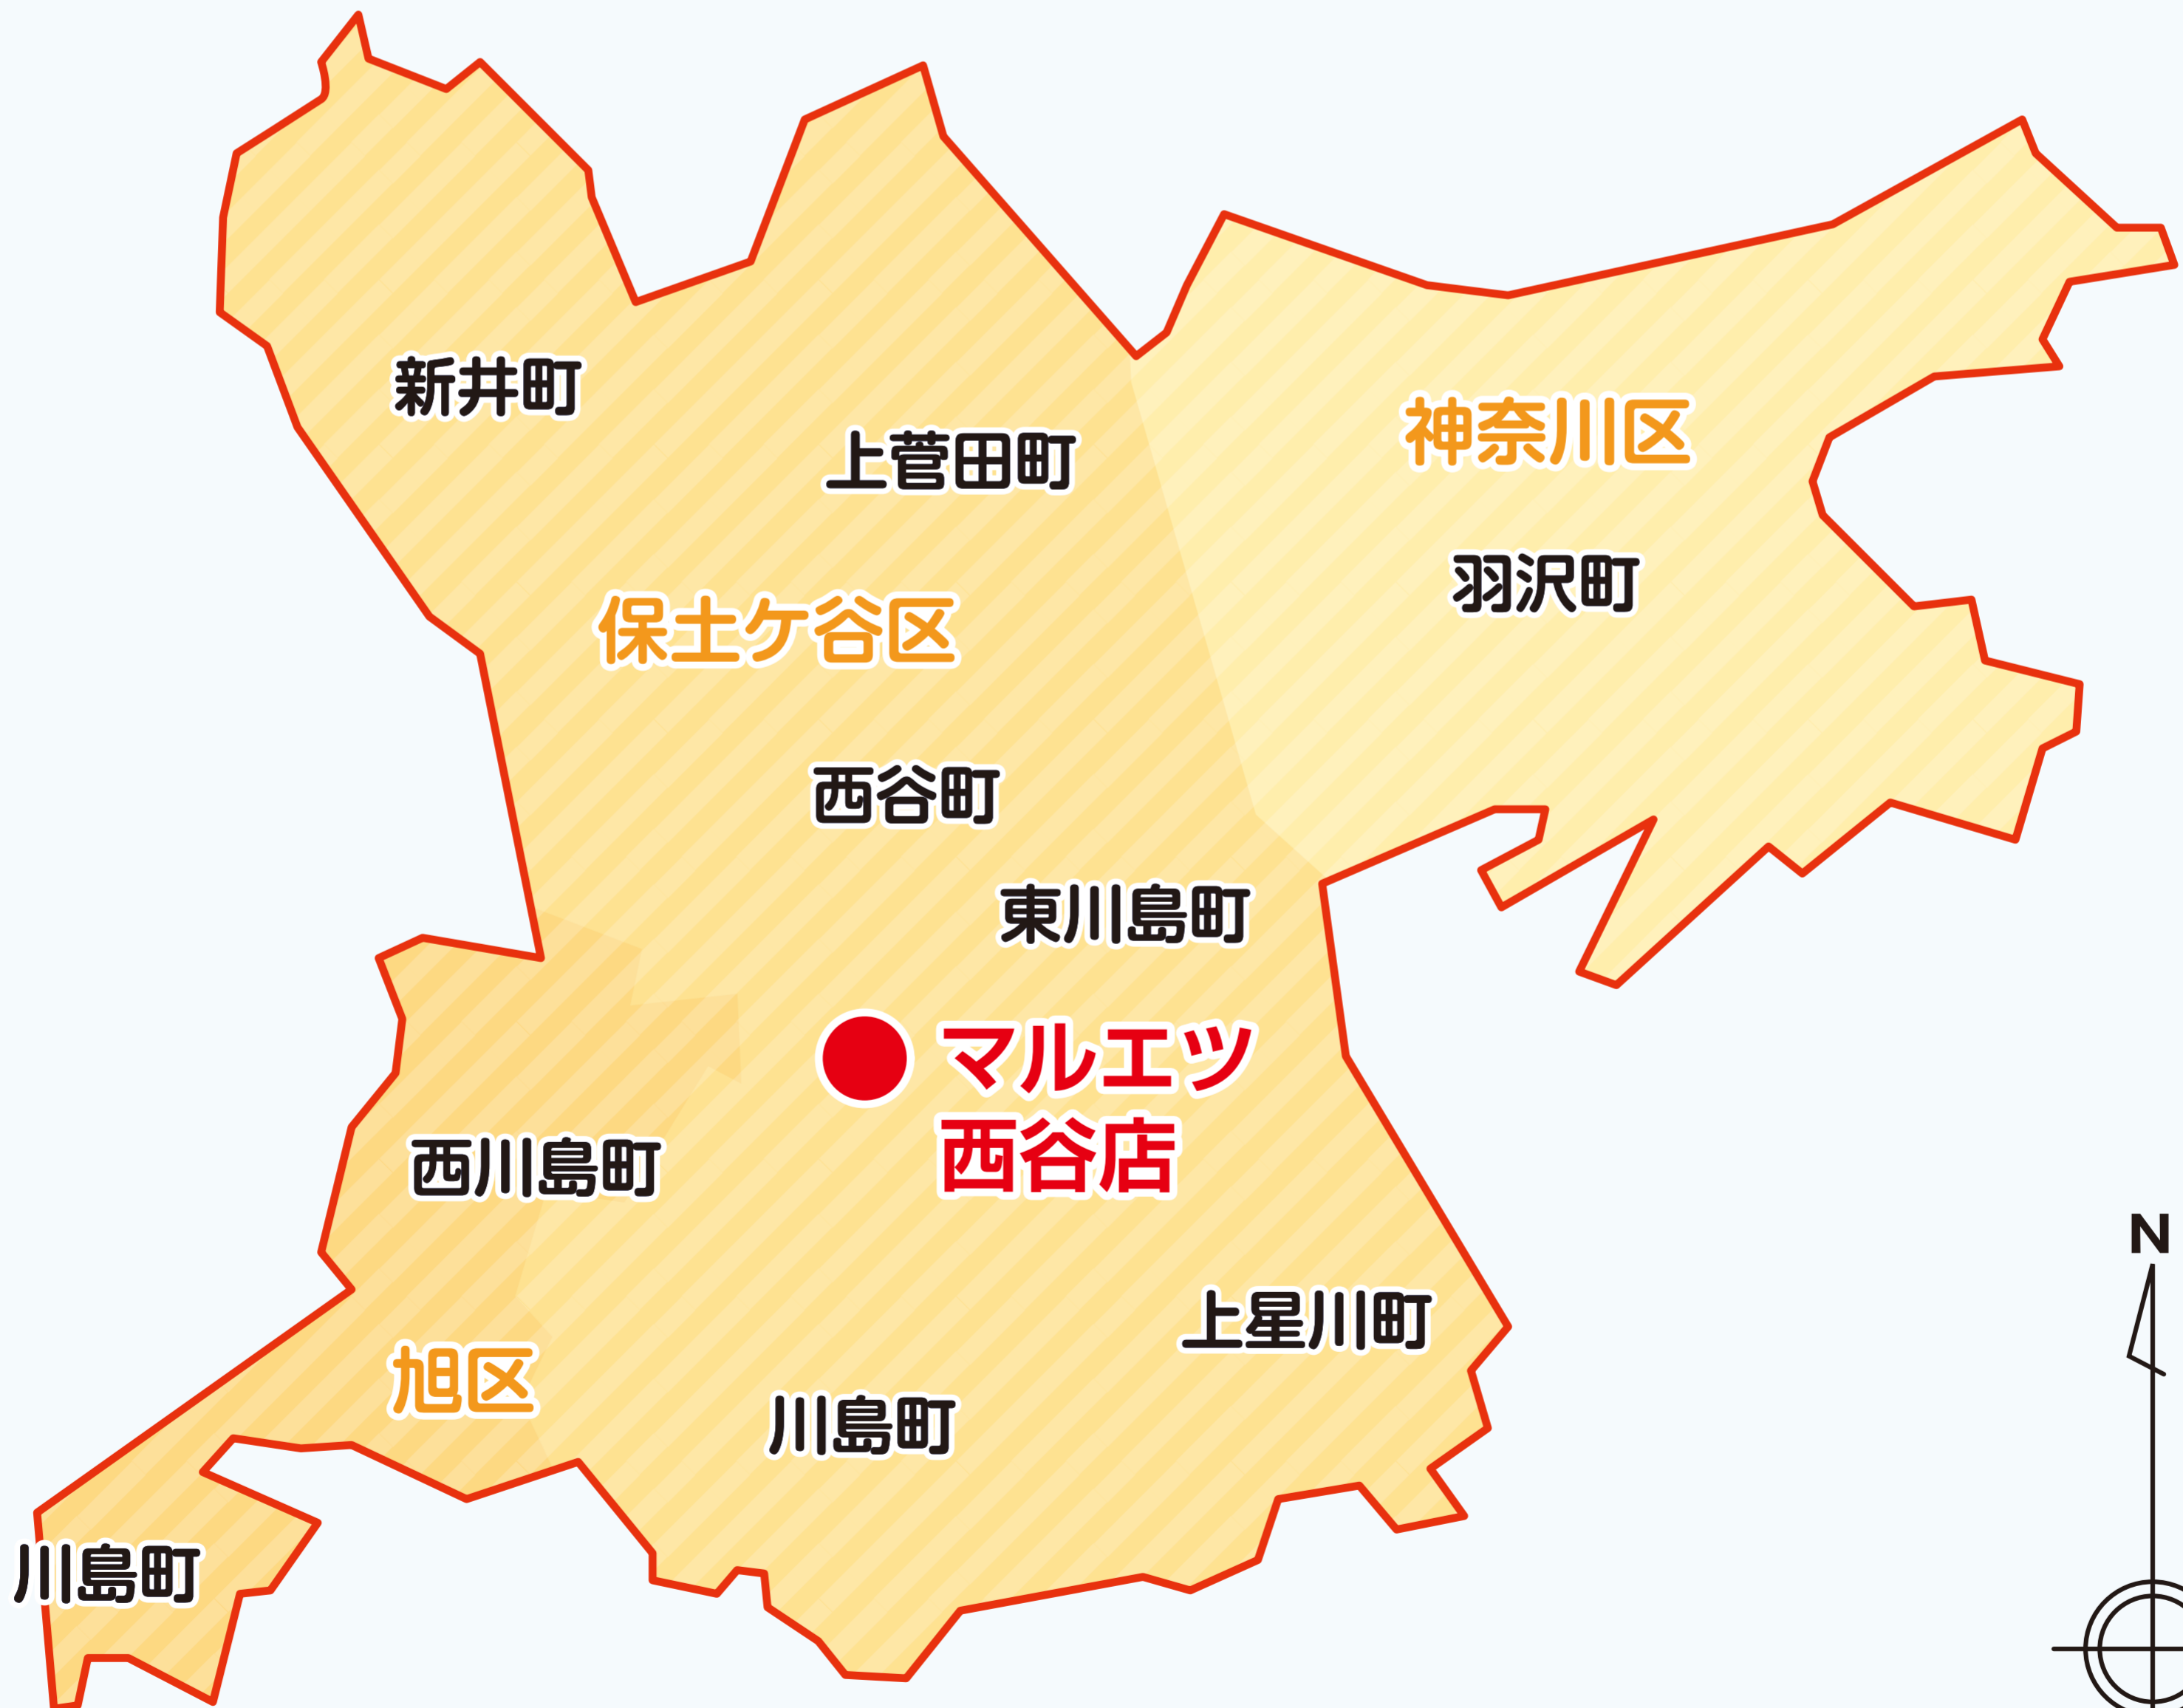 新井町
上菅田町
神奈川区
羽沢町
保土ケ谷区
西谷町
東川島町
マルエツ
西谷店
西川島町
N
上星川町
旭区
川島町
川島町